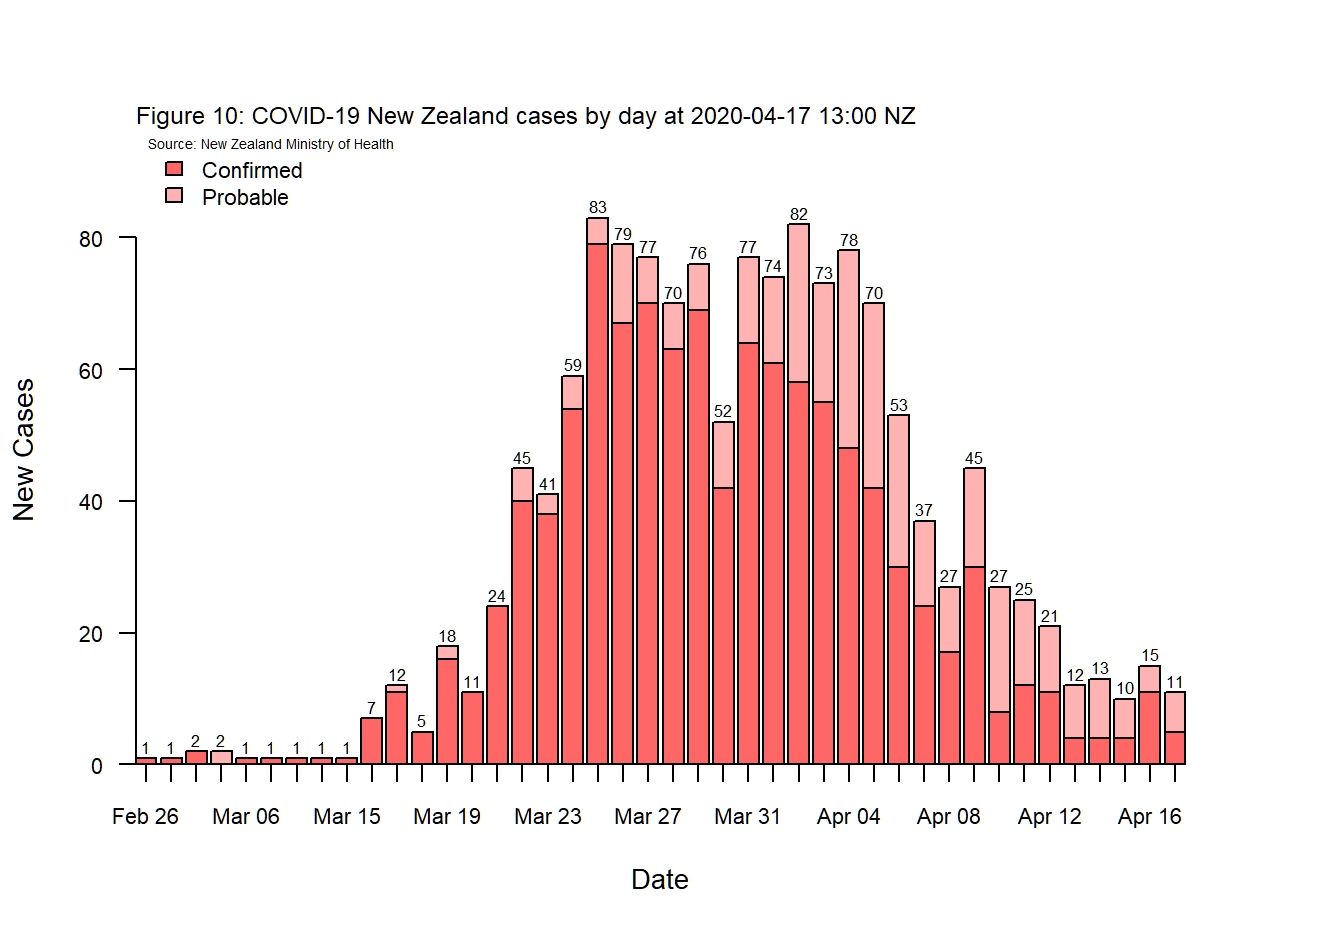 Figure 10: COVID-19 New Zealand cases by day at 2020-04-17 13:00 NZ
Source: New Zealand Ministry of Health
Confirmed
Probable
New Cases
80
60
40
20
0
1 1 2 2 1 1 1 1 1 7 12 5 18 11 24 45 41 59 83 79 77 70 76 52 77 74 82 73 78 70 53 37 27 45 27 25 21 12 13 10 15 11
Feb 26 Mar 06 Mar 15 Mar 19 Mar 23 Mar 27 Mar 31 Apr 04 Apr 08 Apr 12 Apr 16
Date